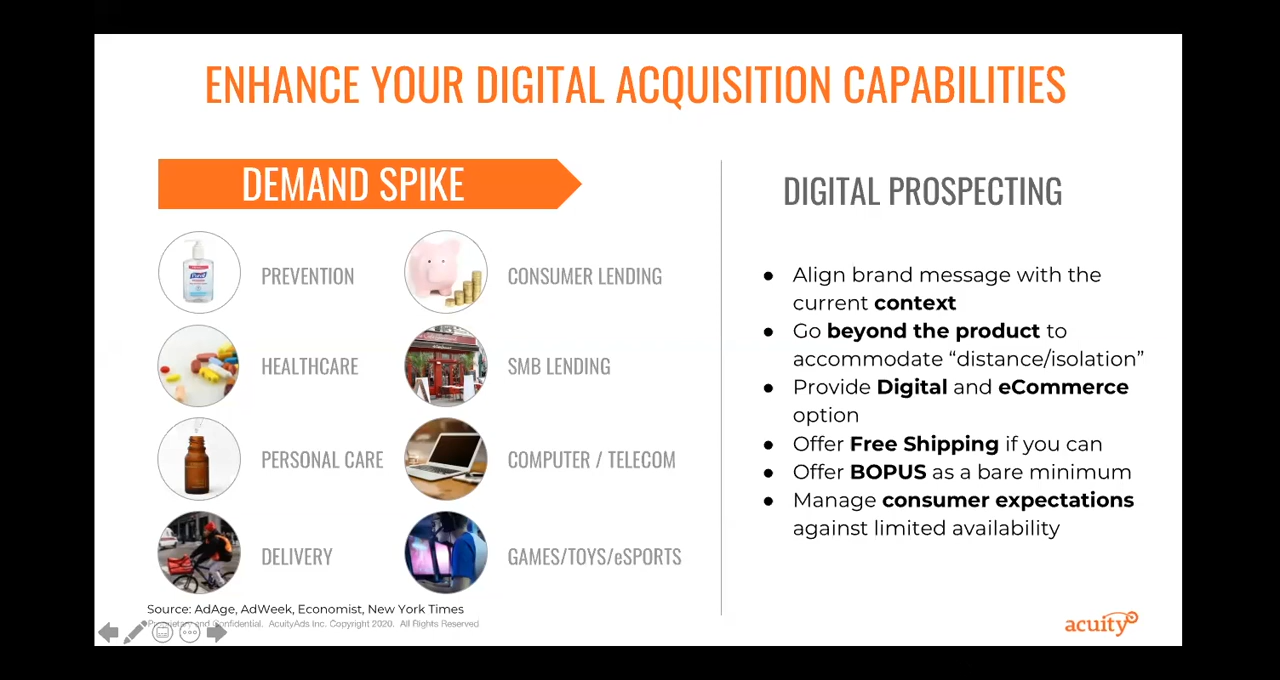 ENHANCE YOUR DIGITAL ACQUISITION CAPABILITIES
DEMAND SPIKE
PREVENTION
CONSUMER LENDING
HEALTHCARE
SMB LENDING
PERSONAL CARE
COMPUTER / TELECOM
DELIVERY
GAMES/TOYS/eSPORTS
Source: AdAge, AdWeek, Economist, New York Times
Proprietary and Confidential. AcuityAds Inc. Copyright 2020. All Rights Reserved
DIGITAL PROSPECTING
● Align brand message with the
current context
● Go beyond the product to
accommodate “distance/isolation”
● Provide Digital and eCommerce
option
● Offer Free Shipping if you can
● Offer BOPUS as a bare minimum
● Manage consumer expectations
against limited availability
acuity